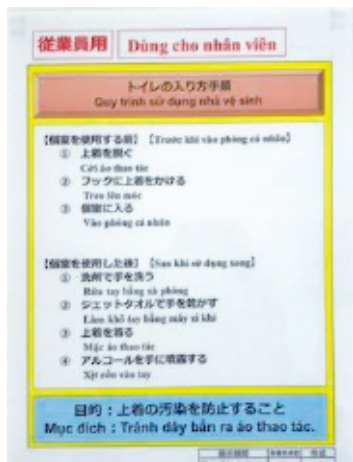 従業員用 Dùng cho nhân viên
トイレの入り方手順
Quy trình sử dụng nhà vệ sinh
【個室を使用する前】【Trước khi vào phòng cá nhân】
① 上着を脱ぐ
Cởi áo thao tác
② フックに上着をかける
Treo lên móc
③ 個室に入る
Vào phòng cá nhân
【個室を使用した後】【Sau khi sử dụng xong】
① 洗剤で手を洗う
Rửa tay bằng xà phòng
② ジェットタオルで手を乾かす
Làm khô tay bằng máy xì khí
③ 上着を着る
Mặc áo thao tác
④ アルコールを手に噴霧する
Xịt cồn vào tay
目的：上着の汚染を防止すること
Mục đích : Tránh dây bẩn ra áo thao tác.